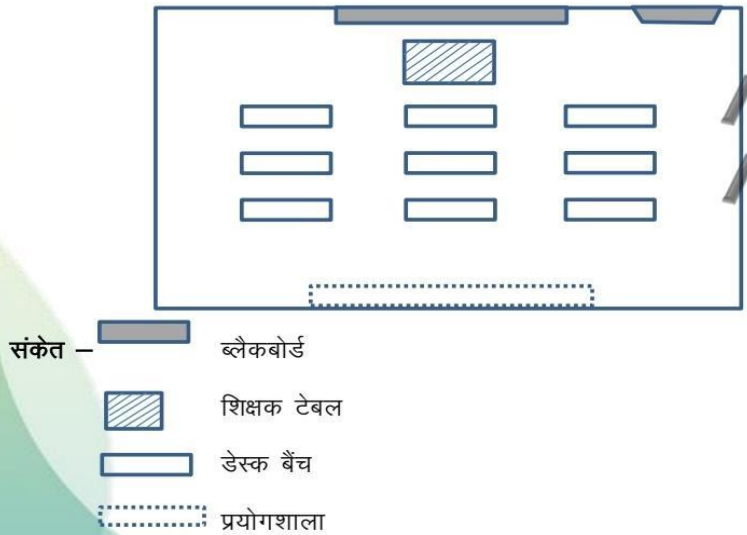 संकेत – ब्लैकबोर्ड
शिक्षक टेबल
डेस्क बैंच
प्रयोगशाला